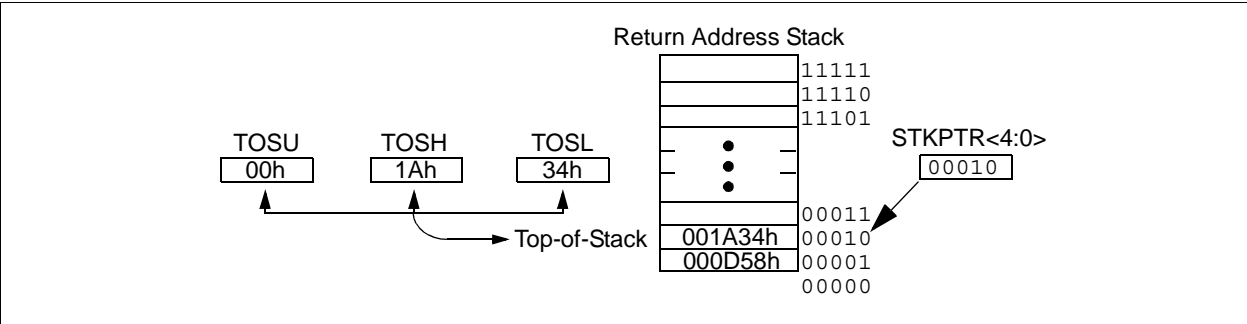 Return Address Stack
11111
11110
11101
TOSU TOSH TOSL
00h 1Ah 34h
STKPTR<4:0>
00010
00011
Top-of-Stack 001A34h 00010
000D58h 00001
00000